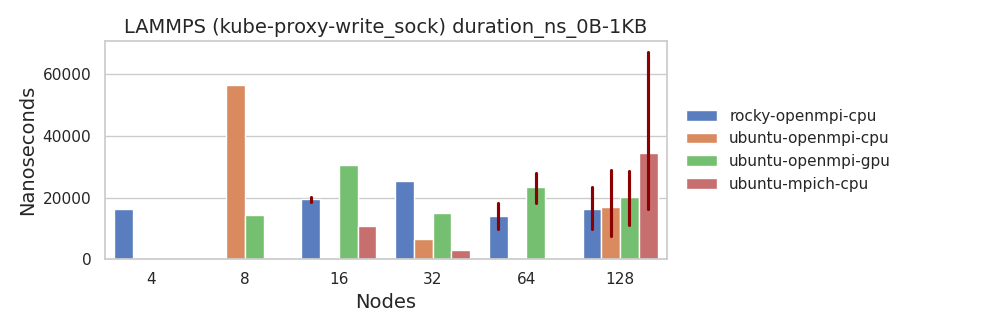 LAMMPS (kube-proxy-write_sock) duration_ns_0B-1KB
Nanoseconds
60000
40000
20000
0
4 8 16 32 64 128
Nodes
rocky-openmpi-cpu
ubuntu-openmpi-cpu
ubuntu-openmpi-gpu
ubuntu-mpich-cpu